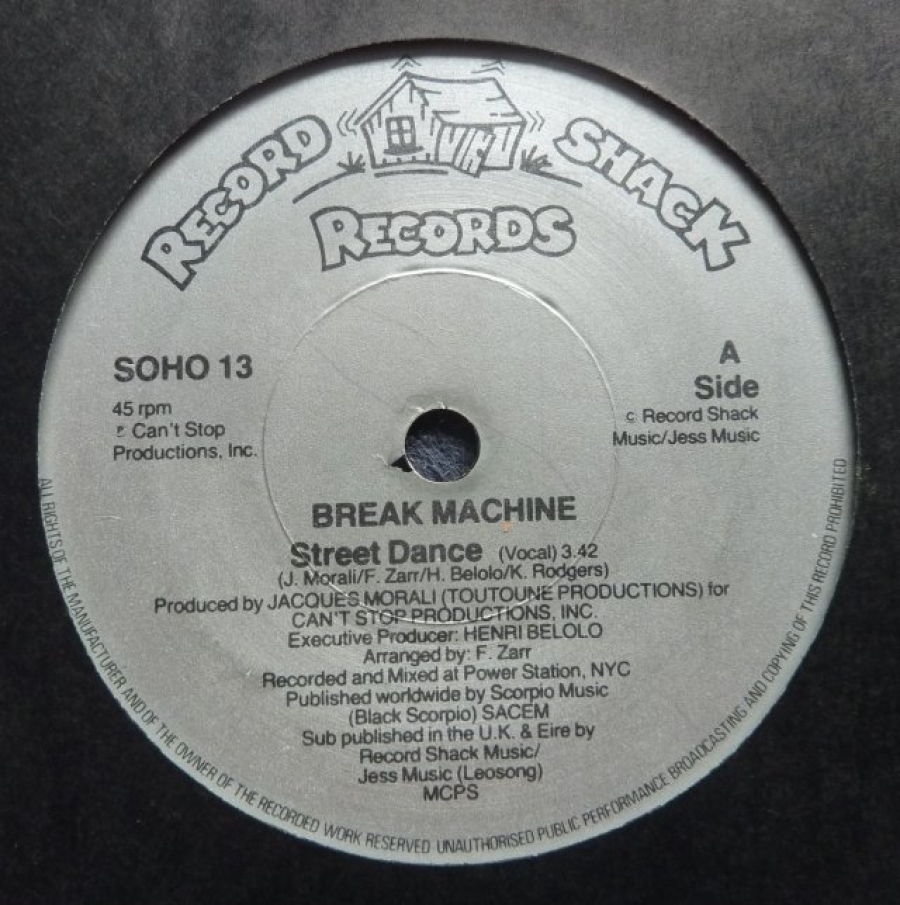 RECORD SHACK
RECORDS
SOHO 13
45 rpm
℗ Can't Stop
Productions, Inc.
A
Side
© Record Shack
Music/Jess Music
BREAK MACHINE
Street Dance (Vocal) 3.42
(J. Morali/F. Zarr/H. Belolo/K. Rodgers)
Produced by JACQUES MORALI (TOUTOUNE PRODUCTIONS) for
CAN'T STOP PRODUCTIONS, INC.
Executive Producer: HENRI BELOLO
Arranged by: F. Zarr
Recorded and Mixed at Power Station, NYC
Published worldwide by Scorpio Music
(Black Scorpio) SACEM
Sub published in the U.K. & Eire by
Record Shack Music/
Jess Music (Leosong)
MCPS
ALL RIGHTS OF THE MANUFACTURER AND OF THE OWNER OF THE RECORDED WORK RESERVED UNAUTHORISED PUBLIC PERFORMANCE BROADCASTING AND COPYING OF THIS RECORD PROHIBITED